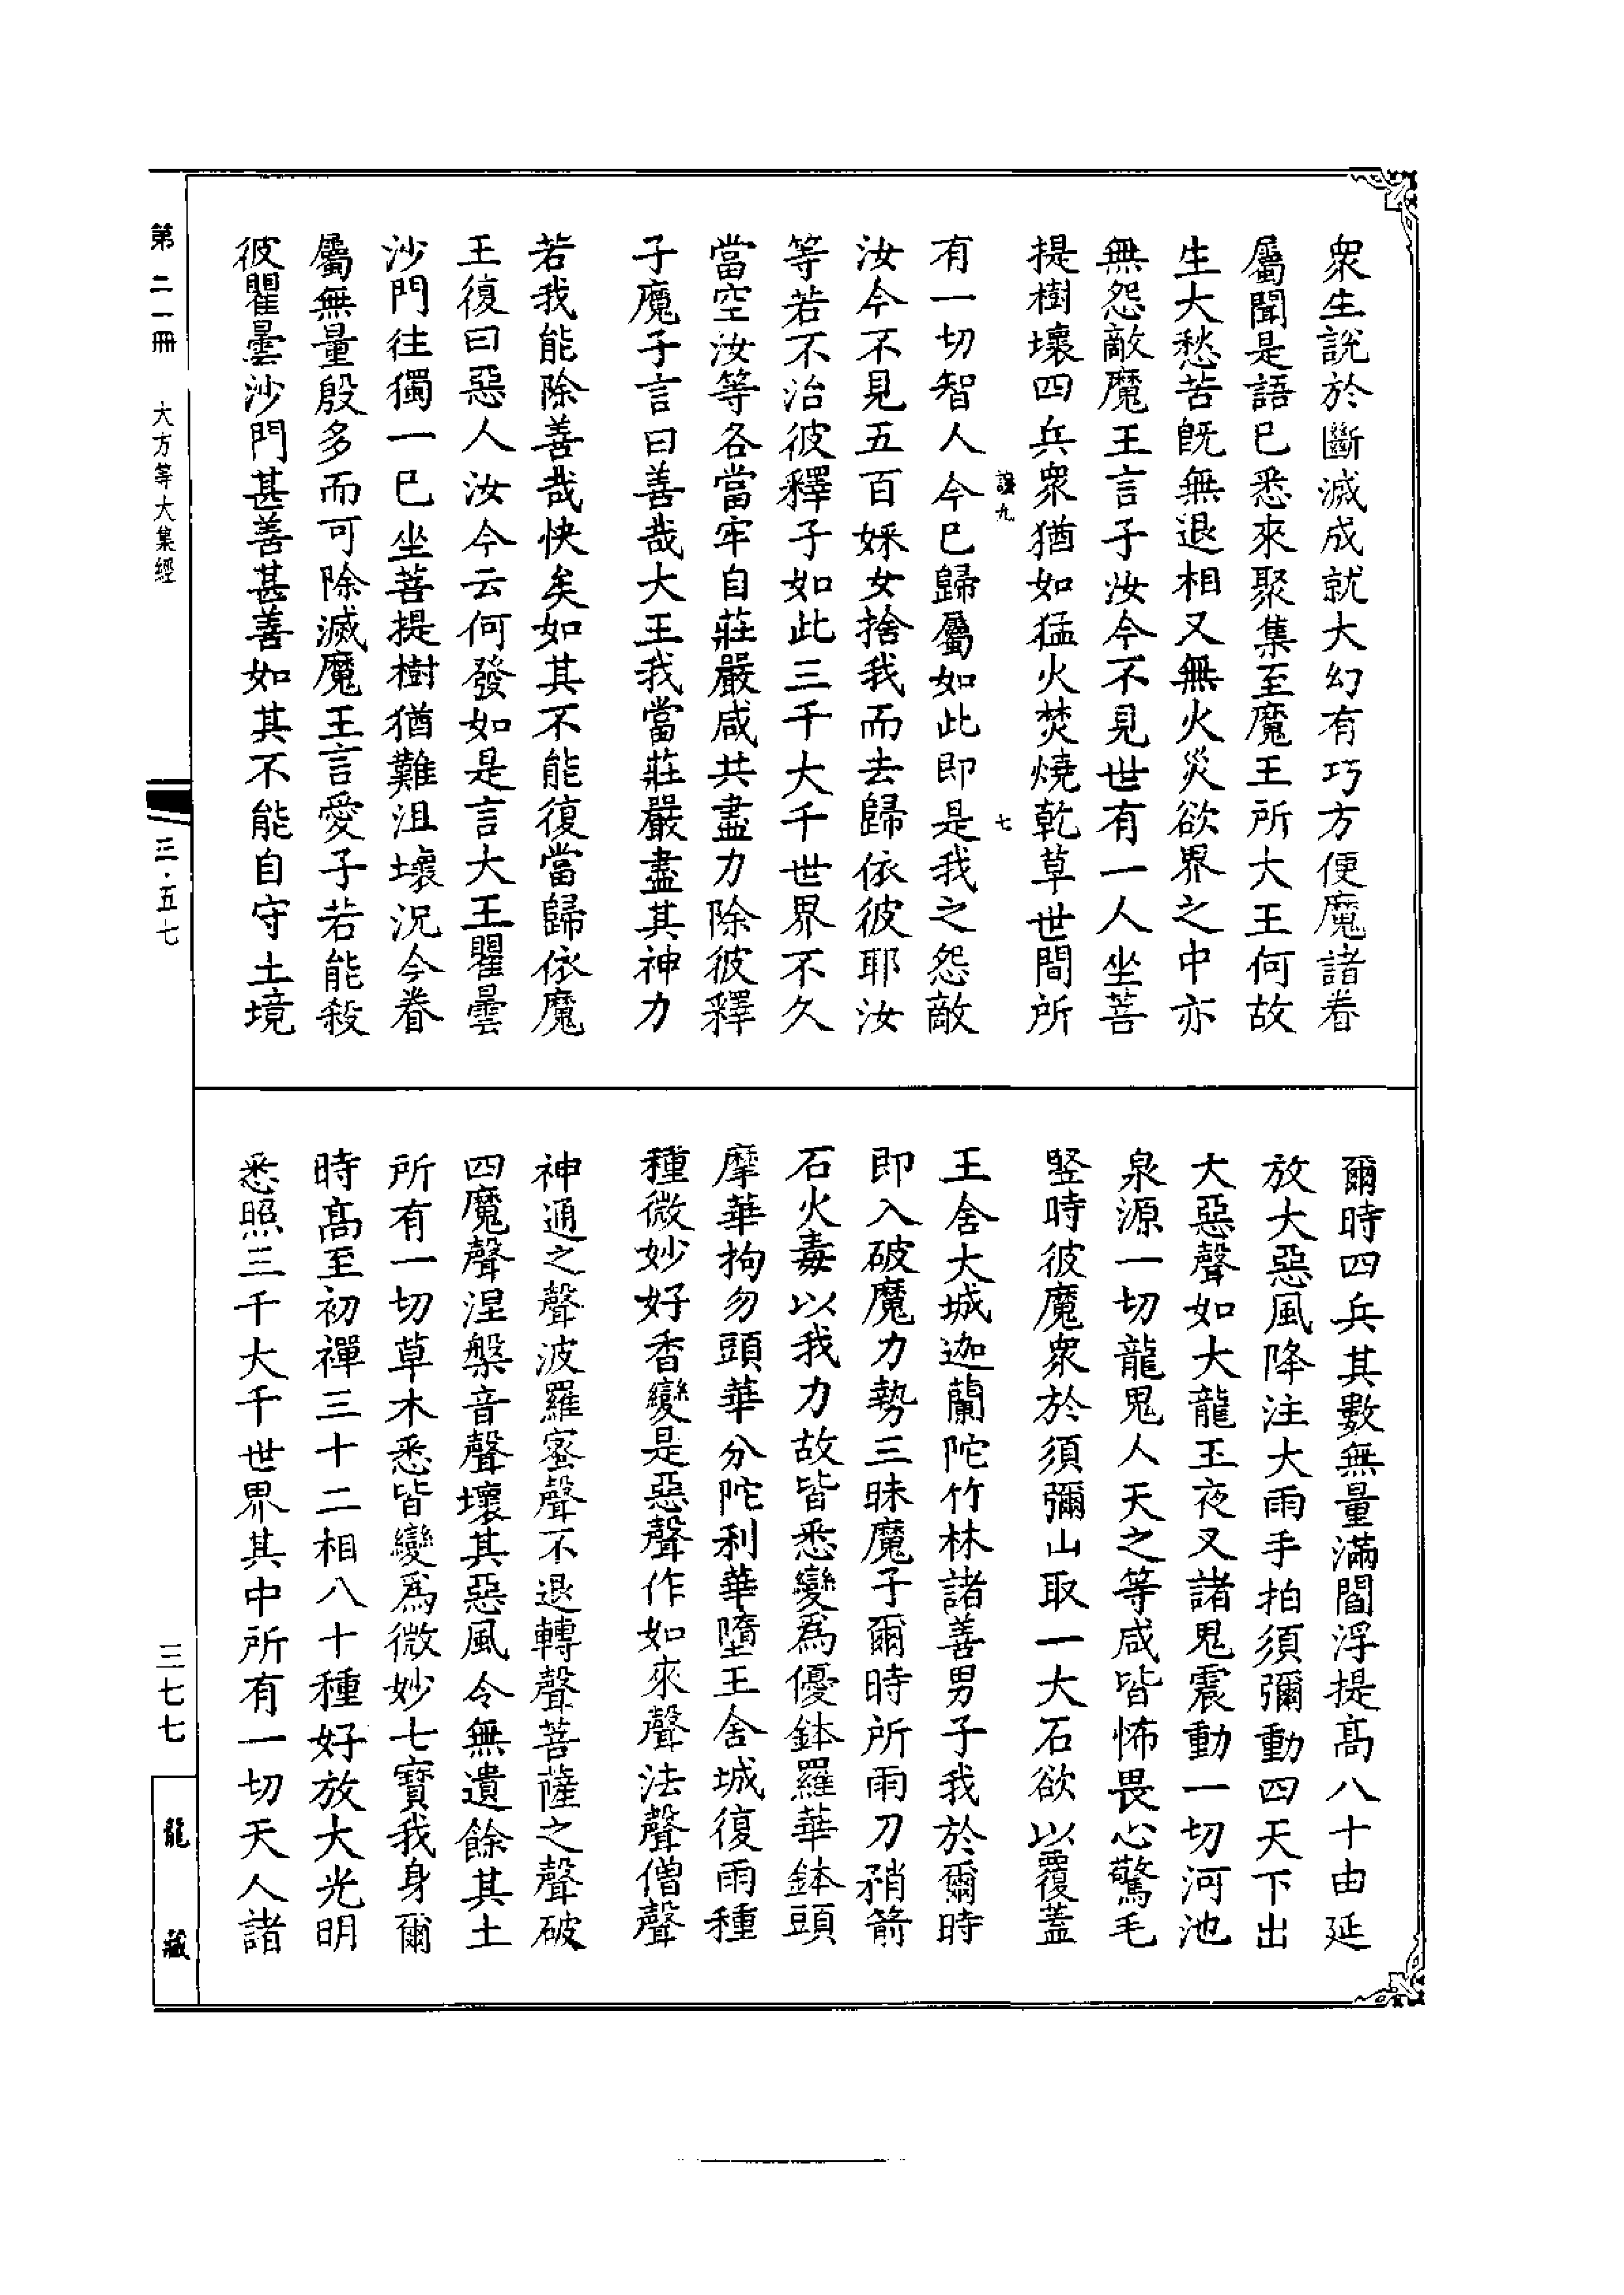 衆生說於斷滅成就大幻有巧方便魔諸眷
屬聞是語已悉來聚集至魔王所大王何故
生大愁苦旣無退相又無火災欲界之中亦
無怨敵魔王言子汝今不見世有一人坐菩
提樹壞四兵衆猶如猛火焚燒乾草世間所
七
有一切智人今已歸屬如此即是我之怨敵
汝今不見五百婇女捨我而去歸依彼耶汝
等若不治彼釋子如此三千大千世界不久
當空汝等各當牢自莊嚴咸共盡力除彼釋
子魔子言曰善哉大王我當莊嚴盡其神力
若我能除善哉快矣如其不能復當歸依魔
王復曰惡人汝今云何發如是言大王瞿曇
沙門往獨一已坐菩提樹猶難沮壞況今眷
屬無量殷多而可除滅魔王言愛子若能殺
彼瞿曇沙門甚善甚善如其不能自守土境
爾時四兵其數無量滿閻浮提高八十由延
放大惡風降注大雨手拍須彌動四天下出
大惡聲如大龍王夜叉諸鬼震動一切河池
泉源一切龍鬼人天之等咸皆怖畏心驚毛
竪時彼魔衆於須彌山取一大石欲以覆蓋
王舍大城迦蘭陀竹林諸善男子我於爾時
即入破魔力勢三昧魔子爾時所雨刀矟箭
石火毒以我力故皆悉變爲優鉢羅華鉢頭
摩華拘勿頭華分陀利華墮王舍城復雨種
種微妙好香變是惡聲作如來聲法聲僧聲
神通之聲波羅蜜聲不退轉聲菩薩之聲破
四魔聲涅槃音聲壞其惡風令無遺餘其土
所有一切草木悉皆變爲微妙七寶我身爾
時高至初禪三十二相八十種好放大光明
悉照三千大千世界其中所有一切天人諸
第二一冊 大方等大集經
三·五七
三七七
龍藏